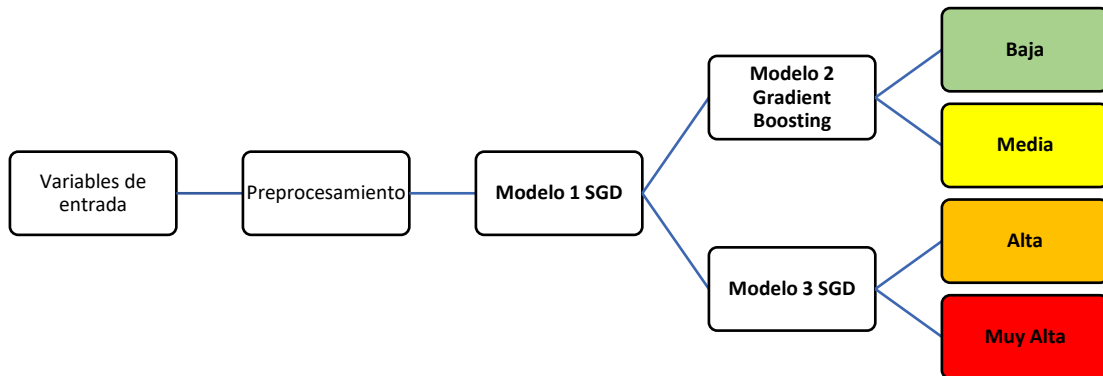 Variables de
entrada
Preprocesamiento
Modelo 1 SGD
Modelo 2
Gradient
Boosting
Modelo 3 SGD
Baja
Media
Alta
Muy Alta